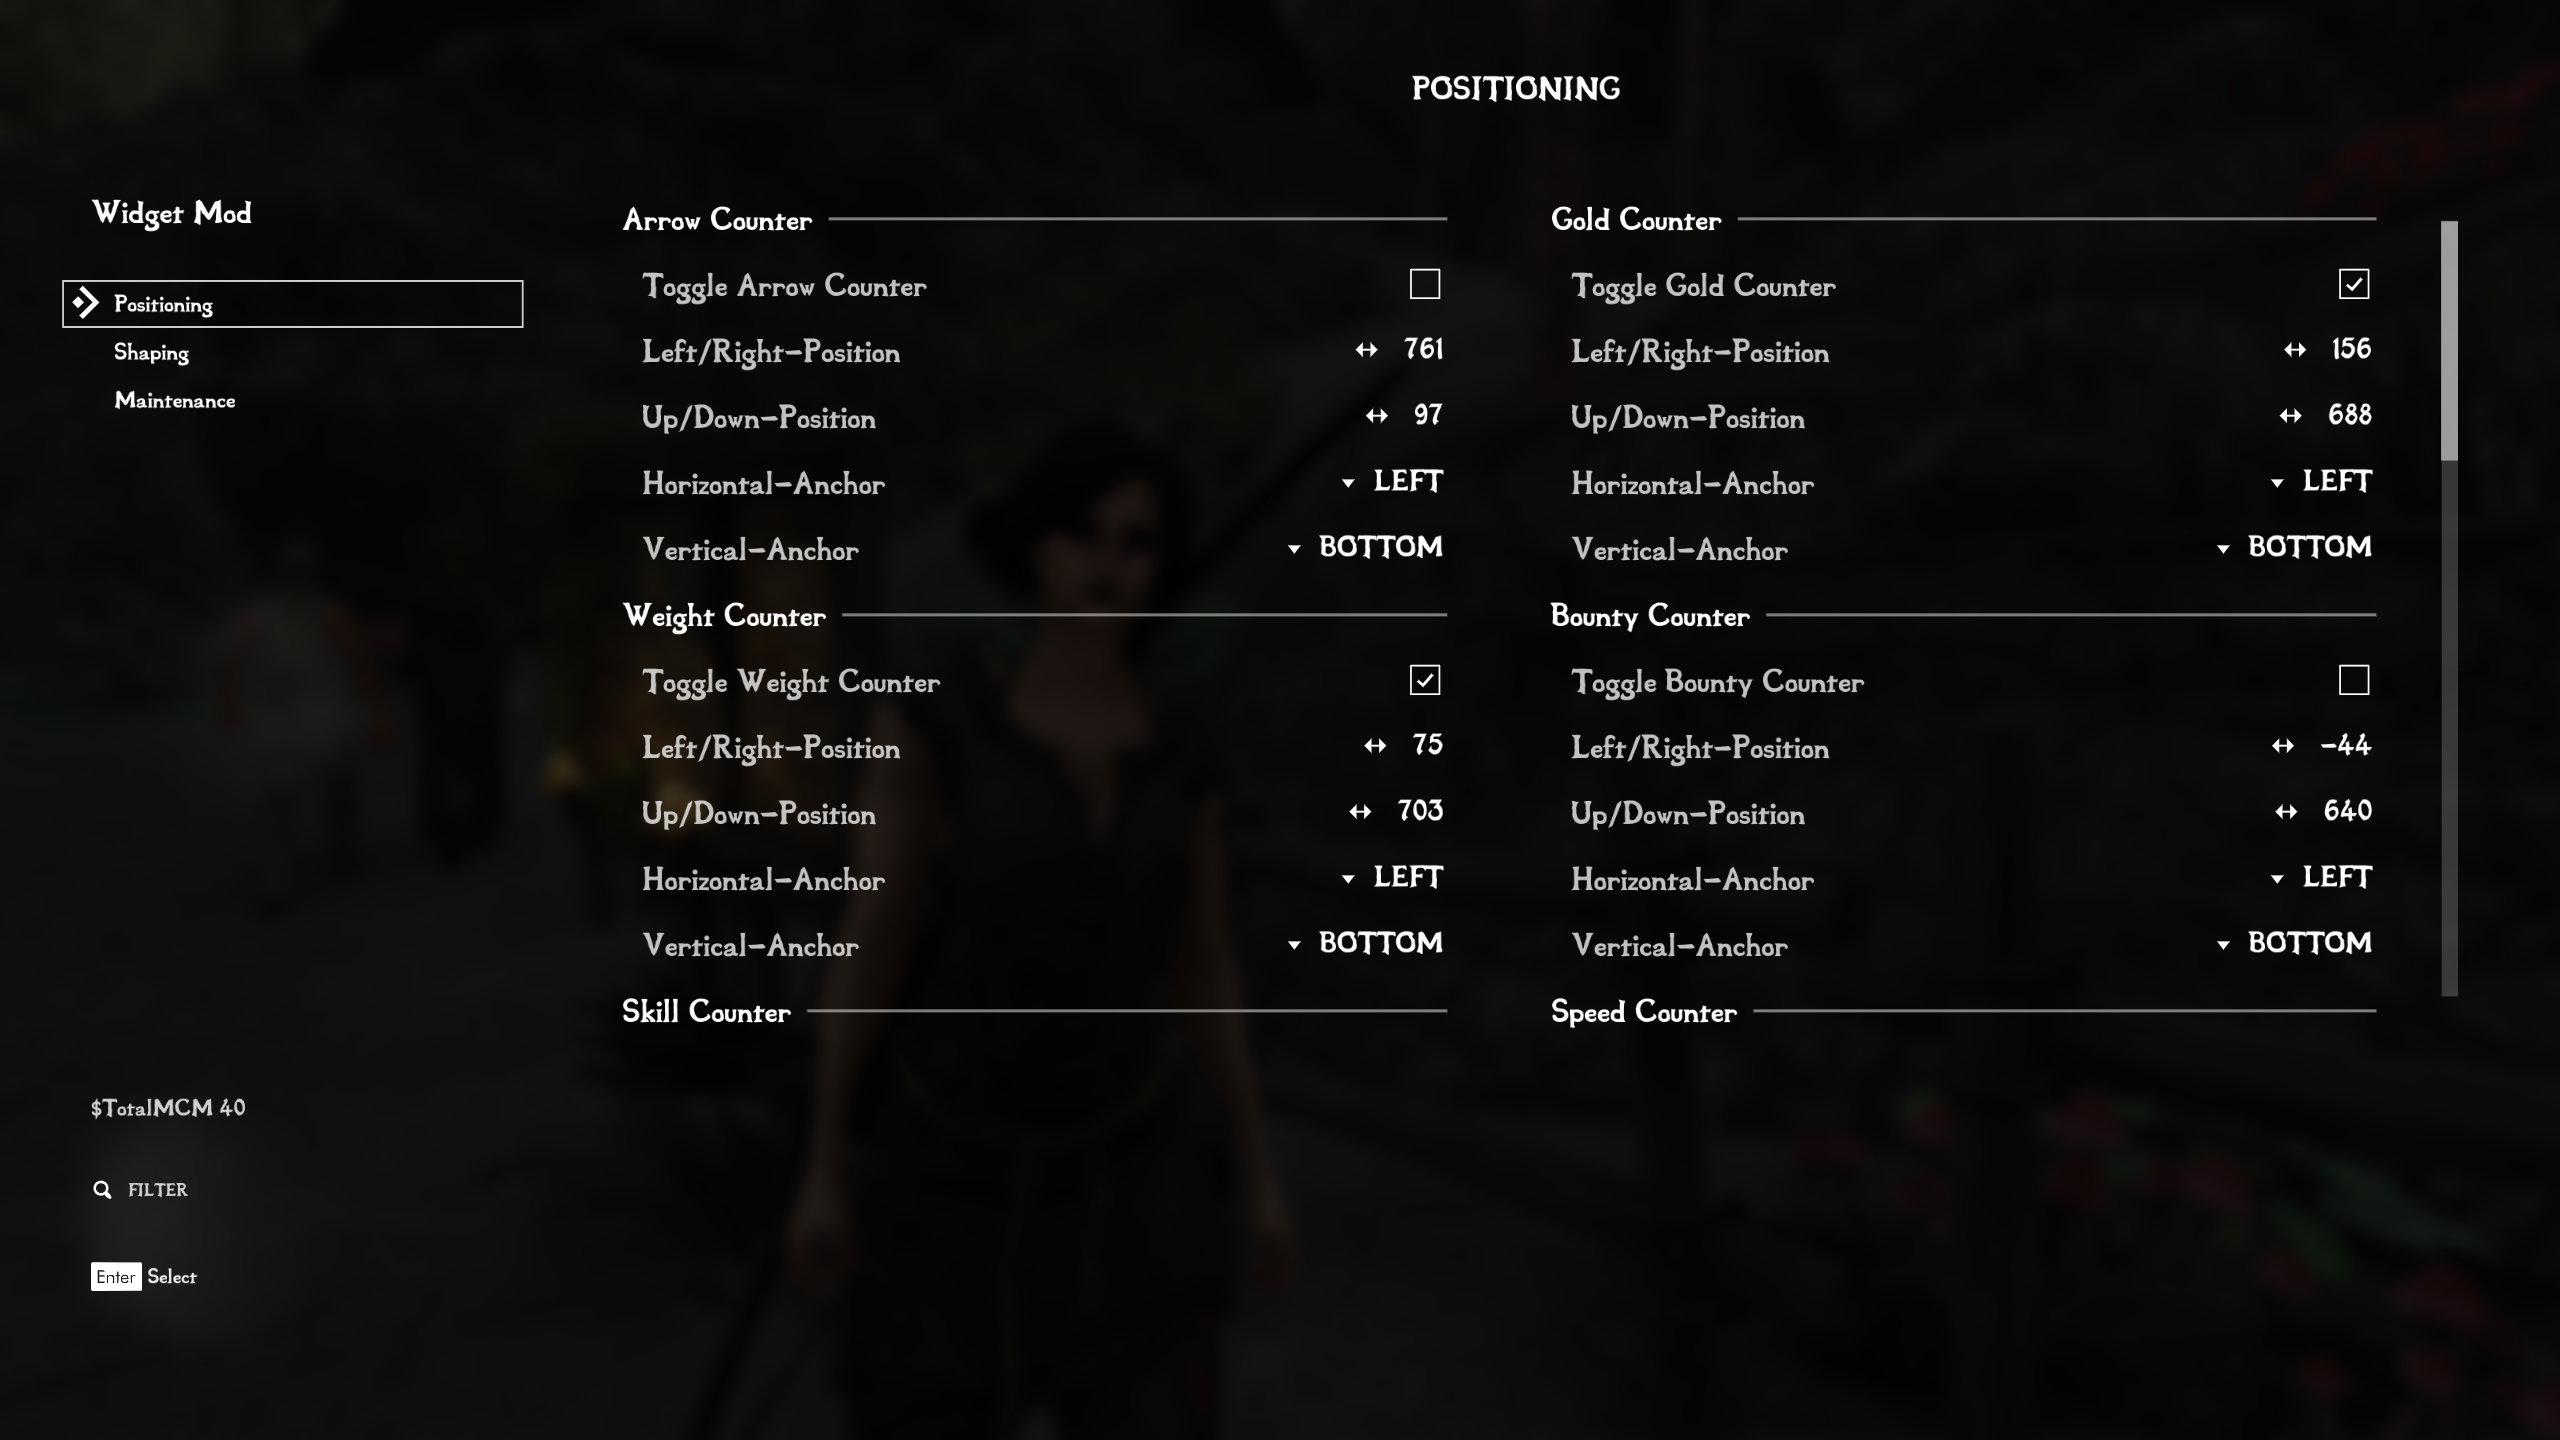 POSITIONING
Widget Mod
Positioning
Shaping
Maintenance
Arrow Counter
Toggle Arrow Counter
Left/Right-Position 761
Up/Down-Position 97
Horizontal-Anchor LEFT
Vertical-Anchor BOTTOM
Weight Counter
Toggle Weight Counter
Left/Right-Position 75
Up/Down-Position 703
Horizontal-Anchor LEFT
Vertical-Anchor BOTTOM
Skill Counter
Gold Counter
Toggle Gold Counter
Left/Right-Position 156
Up/Down-Position 688
Horizontal-Anchor LEFT
Vertical-Anchor BOTTOM
Bounty Counter
Toggle Bounty Counter
Left/Right-Position -44
Up/Down-Position 640
Horizontal-Anchor LEFT
Vertical-Anchor BOTTOM
Speed Counter
$TotalMCM 40
FILTER
Enter Select